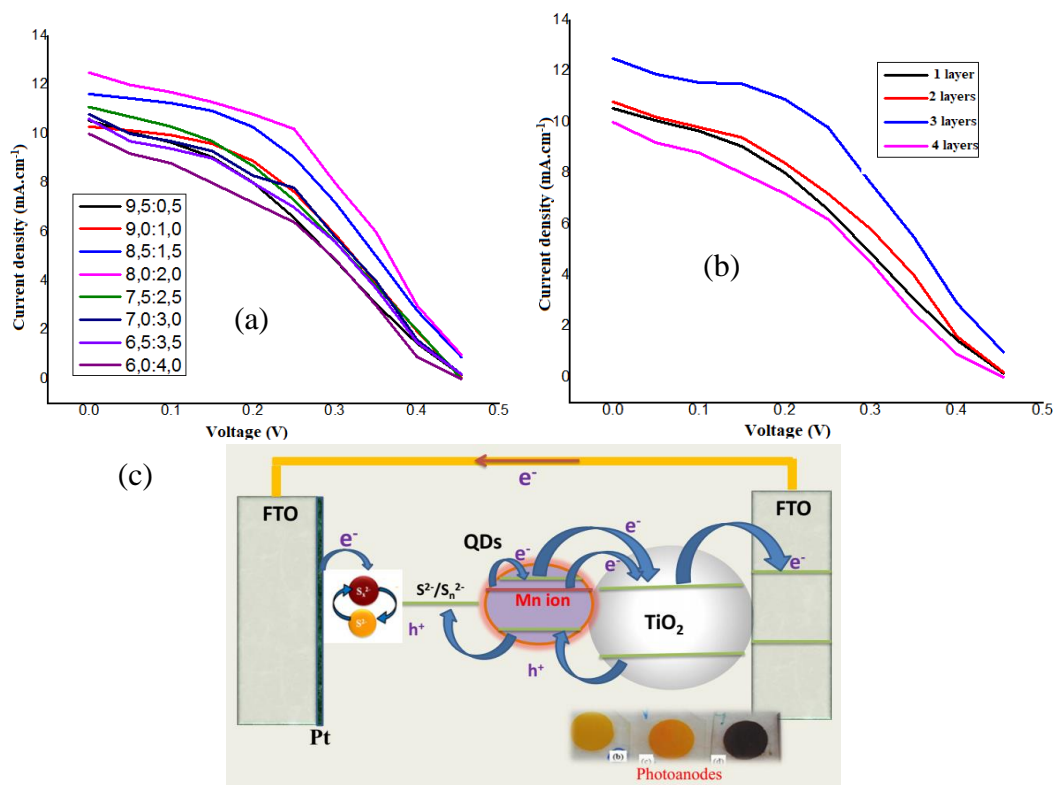 14
12
10
8
6
4
2
0
Current density (mA.cm⁻¹)
9,5:0,5
9,0:1,0
8,5:1,5
8,0:2,0
7,5:2,5
7,0:3,0
6,5:3,5
6,0:4,0
(a)
0.0 0.1 0.2 0.3 0.4 0.5
Voltage (V)
14
12
10
8
6
4
2
0
Current density (mA.cm⁻¹)
1 layer
2 layers
3 layers
4 layers
(b)
0.0 0.1 0.2 0.3 0.4 0.5
Voltage (V)
(c)
e⁻
FTO
FTO
e⁻
QDs
e⁻
e⁻
e⁻
e⁻
Sₙ²⁻
S²⁻
S²⁻/Sₙ²⁻
h⁺
Mn ion
TiO₂
h⁺
Pt
(b)
(c)
(d)
Photoanodes